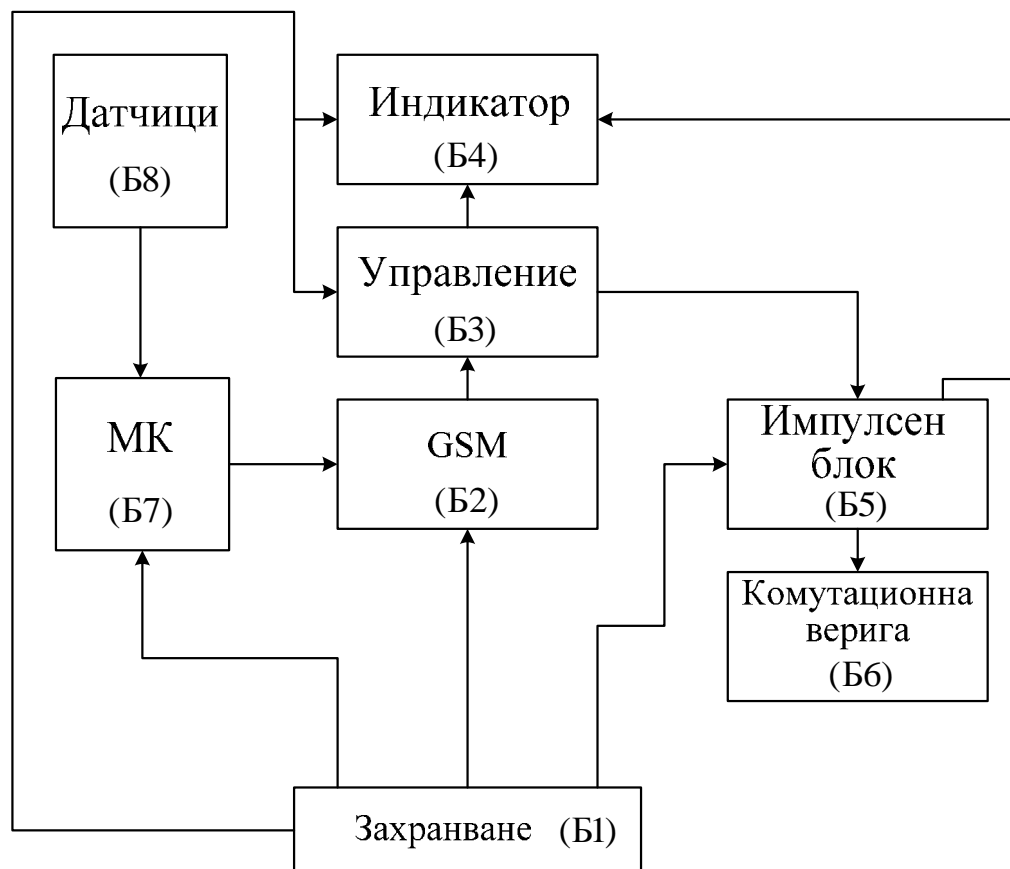 Датчици
(Б8)
Индикатор
(Б4)
Управление
(Б3)
МК
(Б7)
GSM
(Б2)
Импулсен
блок
(Б5)
Комутационна
верига
(Б6)
Захранване (Б1)